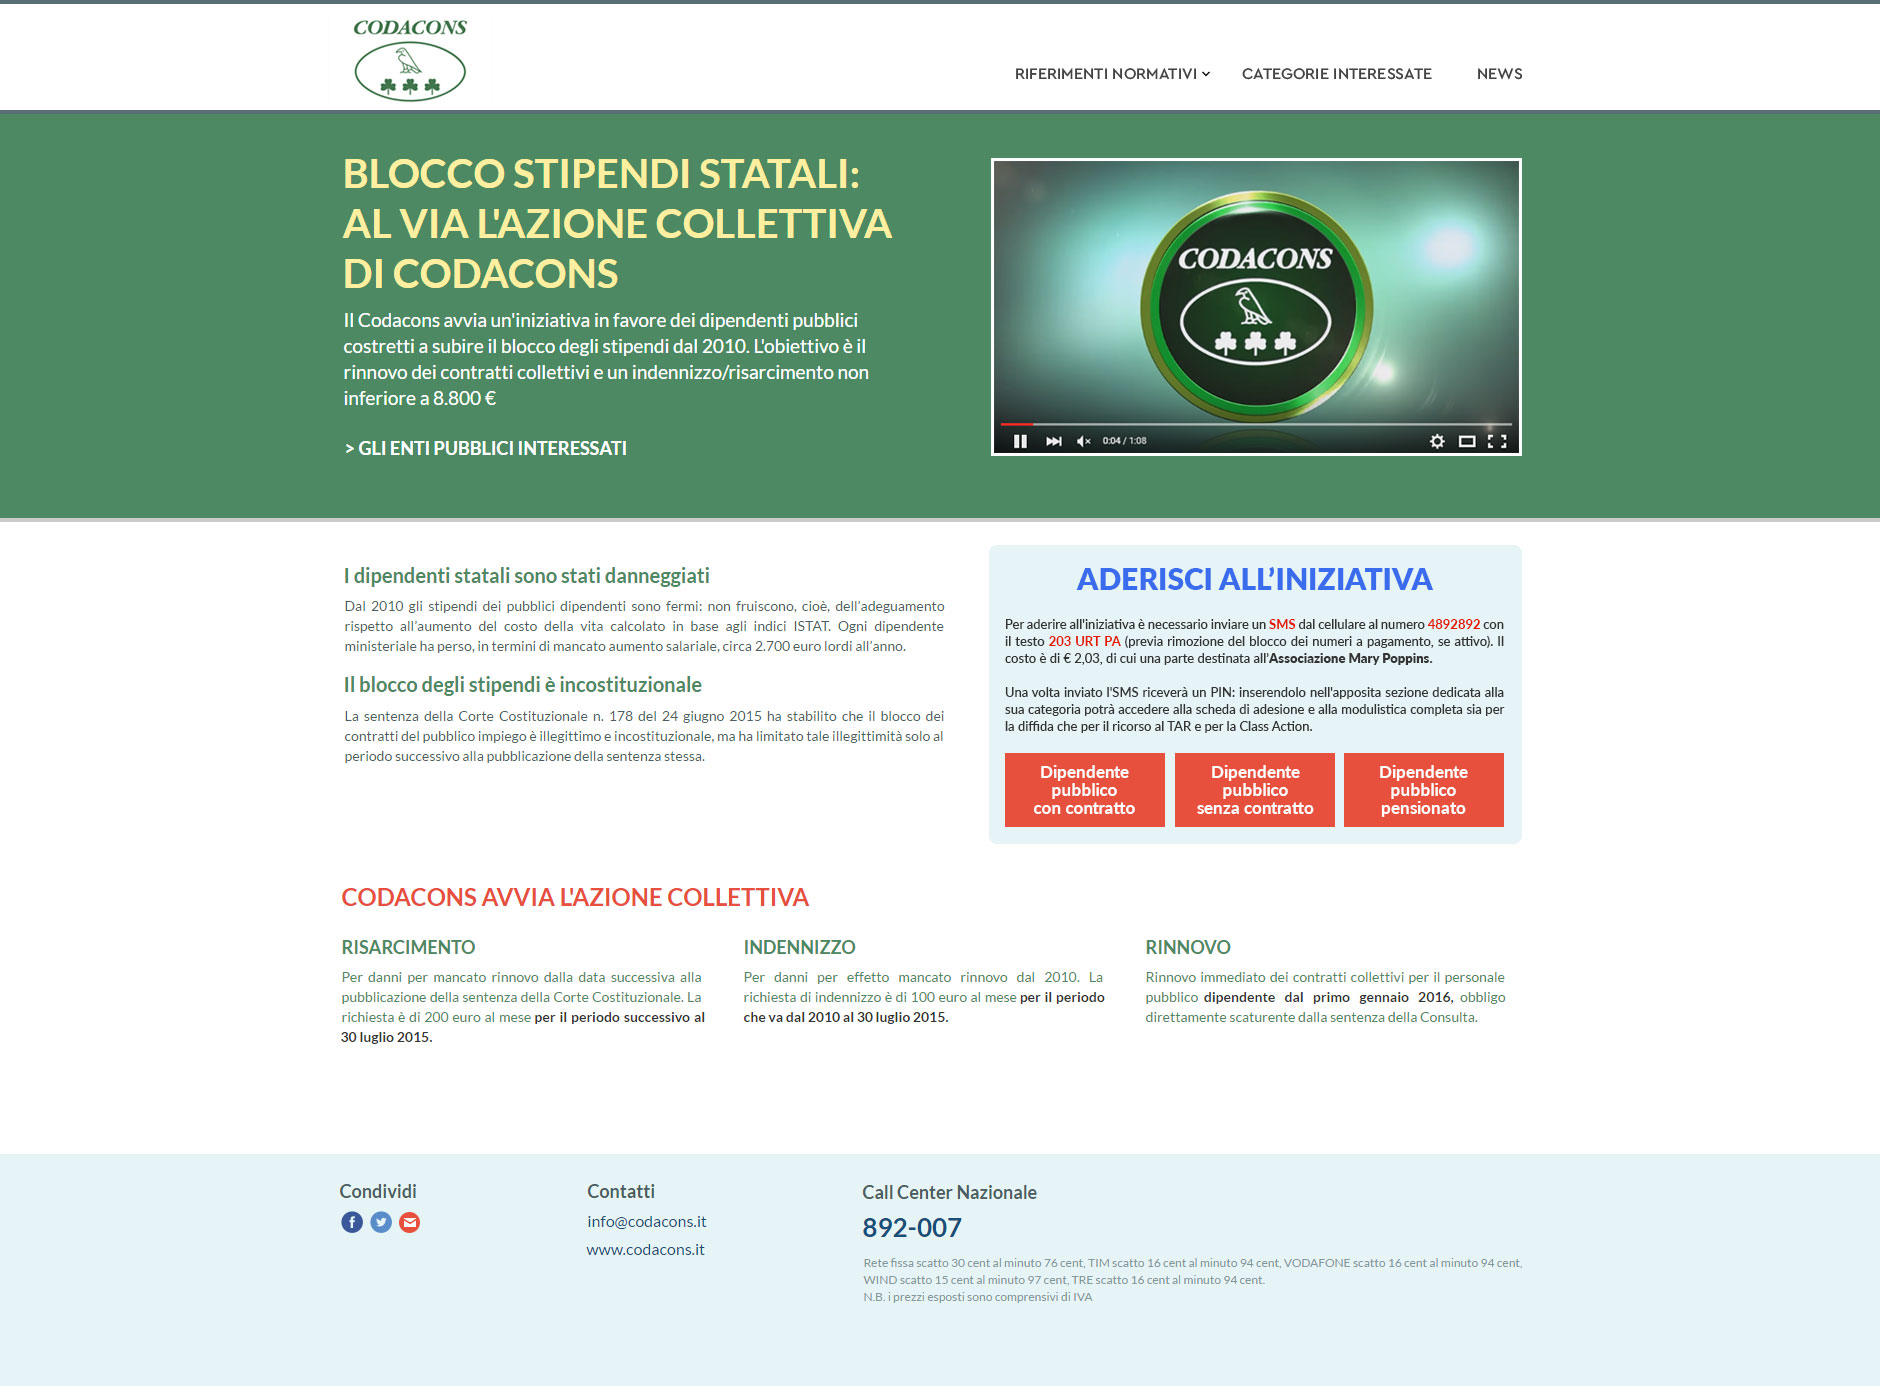 CODACONS
RIFERIMENTI NORMATIVI
CATEGORIE INTERESSATE
NEWS
BLOCCO STIPENDI STATALI:
AL VIA L'AZIONE COLLETTIVA
DI CODACONS
Il Codacons avvia un'iniziativa in favore dei dipendenti pubblici
costretti a subire il blocco degli stipendi dal 2010. L'obiettivo è il
rinnovo dei contratti collettivi e un indennizzo/risarcimento non
inferiore a 8.800 €
> GLI ENTI PUBBLICI INTERESSATI
CODACONS
0:04 / 1:08
I dipendenti statali sono stati danneggiati
Dal 2010 gli stipendi dei pubblici dipendenti sono fermi: non fruiscono, cioè, dell’adeguamento
rispetto all’aumento del costo della vita calcolato in base agli indici ISTAT. Ogni dipendente
ministeriale ha perso, in termini di mancato aumento salariale, circa 2.700 euro lordi all’anno.
Il blocco degli stipendi è incostituzionale
La sentenza della Corte Costituzionale n. 178 del 24 giugno 2015 ha stabilito che il blocco dei
contratti del pubblico impiego è illegittimo e incostituzionale, ma ha limitato tale illegittimità solo al
periodo successivo alla pubblicazione della sentenza stessa.
ADERISCI ALL’INIZIATIVA
Per aderire all'iniziativa è necessario inviare un SMS dal cellulare al numero 4892892 con
il testo 203 URT PA (previa rimozione del blocco dei numeri a pagamento, se attivo). Il
costo è di € 2,03, di cui una parte destinata all’Associazione Mary Poppins.
Una volta inviato l’SMS riceverà un PIN: inserendolo nell'apposita sezione dedicata alla
sua categoria potrà accedere alla scheda di adesione e alla modulistica completa sia per
la diffida che per il ricorso al TAR e per la Class Action.
Dipendente
pubblico
con contratto
Dipendente
pubblico
senza contratto
Dipendente
pubblico
pensionato
CODACONS AVVIA L'AZIONE COLLETTIVA
RISARCIMENTO
Per danni per mancato rinnovo dalla data successiva alla
pubblicazione della sentenza della Corte Costituzionale. La
richiesta è di 200 euro al mese per il periodo successivo al
30 luglio 2015.
INDENNIZZO
Per danni per effetto mancato rinnovo dal 2010. La
richiesta di indennizzo è di 100 euro al mese per il periodo
che va dal 2010 al 30 luglio 2015.
RINNOVO
Rinnovo immediato dei contratti collettivi per il personale
pubblico dipendente dal primo gennaio 2016, obbligo
direttamente scaturente dalla sentenza della Consulta.
Condividi
Contatti
info@codacons.it
www.codacons.it
Call Center Nazionale
892-007
Rete fissa scatto 30 cent al minuto 76 cent, TIM scatto 16 cent al minuto 94 cent, VODAFONE scatto 16 cent al minuto 94 cent,
WIND scatto 15 cent al minuto 97 cent, TRE scatto 16 cent al minuto 94 cent.
N.B. i prezzi esposti sono comprensivi di IVA